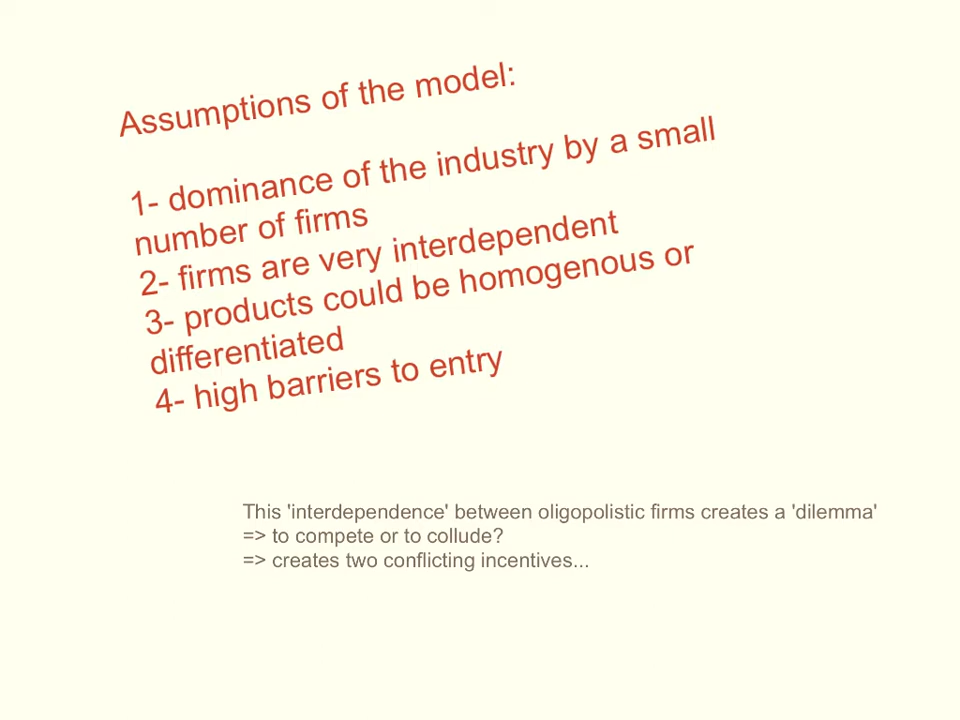 Assumptions of the model:
1- dominance of the industry by a small
number of firms
2- firms are very interdependent
3- products could be homogenous or
differentiated
4- high barriers to entry
This 'interdependence' between oligopolistic firms creates a 'dilemma'
=> to compete or to collude?
=> creates two conflicting incentives...